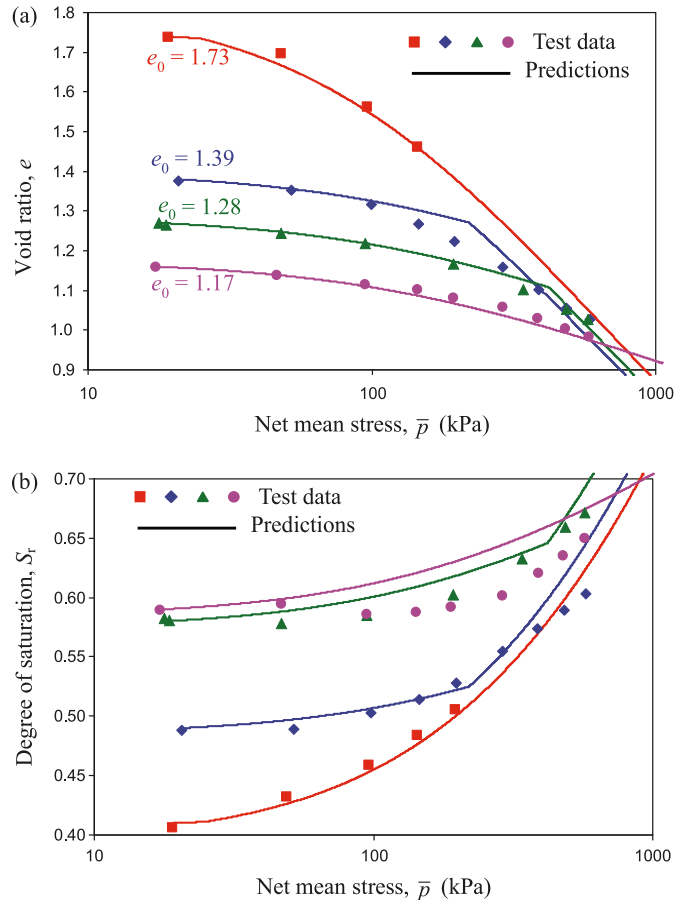 (a)
1.8
1.7
1.6
1.5
1.4
1.3
1.2
1.1
1.0
0.9
Void ratio, e
Test data
Predictions
e₀ = 1.73
e₀ = 1.39
e₀ = 1.28
e₀ = 1.17
10 100 1000
Net mean stress, p̅ (kPa)
(b)
0.70
0.65
0.60
0.55
0.50
0.45
0.40
Degree of saturation, Sᵣ
Test data
Predictions
10 100 1000
Net mean stress, p̅ (kPa)